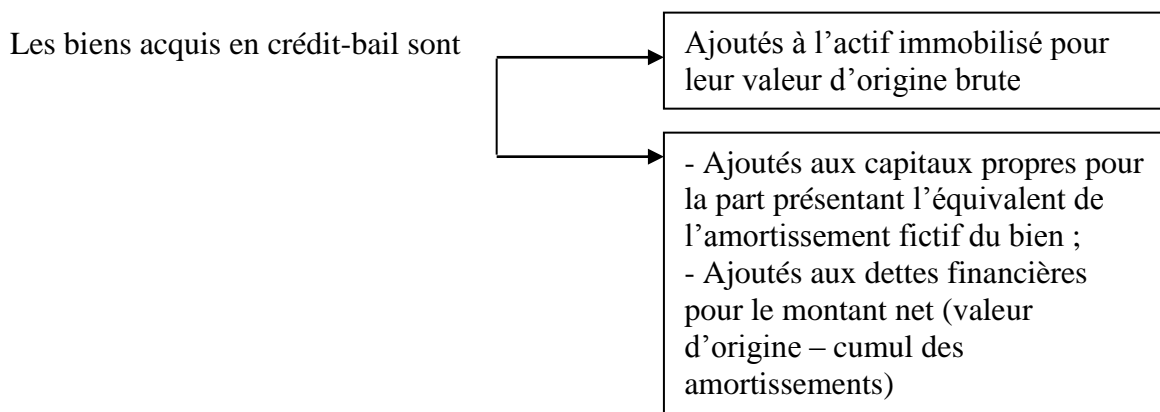 Les biens acquis en crédit-bail sont
Ajoutés à l’actif immobilisé pour
leur valeur d’origine brute
- Ajoutés aux capitaux propres pour
la part présentant l’équivalent de
l’amortissement fictif du bien ;
- Ajoutés aux dettes financières
pour le montant net (valeur
d’origine – cumul des
amortissements)